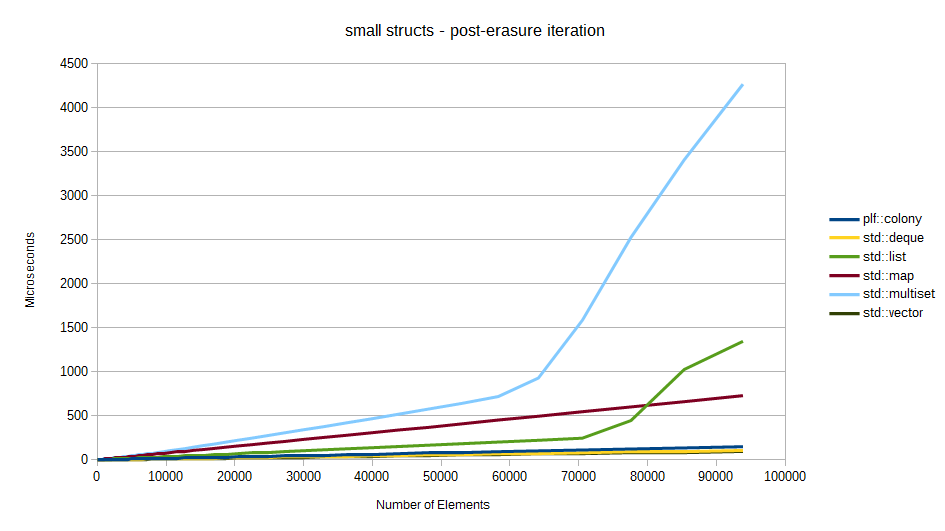 small structs - post-erasure iteration
4500
4000
3500
3000
2500
2000
1500
1000
500
0
Microseconds
0 10000 20000 30000 40000 50000 60000 70000 80000 90000 100000
Number of Elements
plf::colony
std::deque
std::list
std::map
std::multiset
std::vector